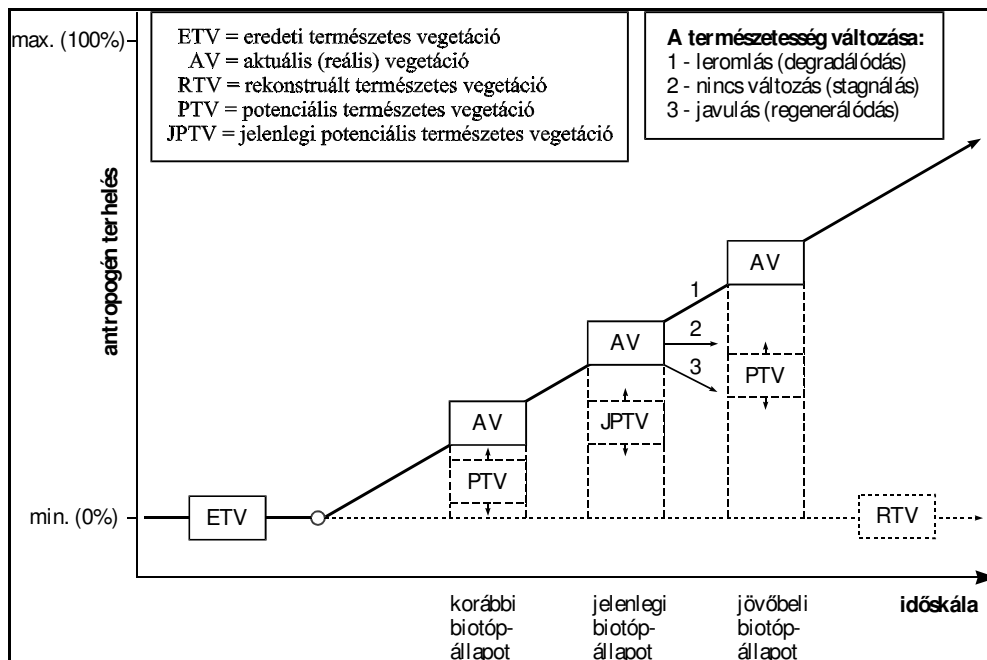 max. (100%)
ETV = eredeti természetes vegetáció
AV = aktuális (reális) vegetáció
RTV = rekonstruált természetes vegetáció
PTV = potenciális természetes vegetáció
JPTV = jelenlegi potenciális természetes vegetáció
A természetesség változása:
1 - leromlás (degradálódás)
2 - nincs változás (stagnálás)
3 - javulás (regenerálódás)
antropogén terhelés
AV
1
AV
2
3
PTV
AV
JPTV
PTV
min. (0%)
ETV
RTV
korábbi
biotóp-
állapot
jelenlegi
biotóp-
állapot
jövőbeli
biotóp-
állapot
időskála